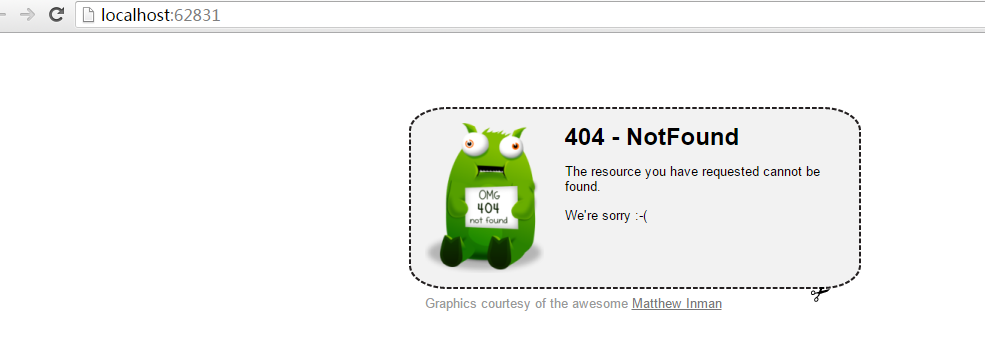 localhost:62831
404 - NotFound
The resource you have requested cannot be
found.
We're sorry :-(
OMG
404
not found
Graphics courtesy of the awesome Matthew Inman